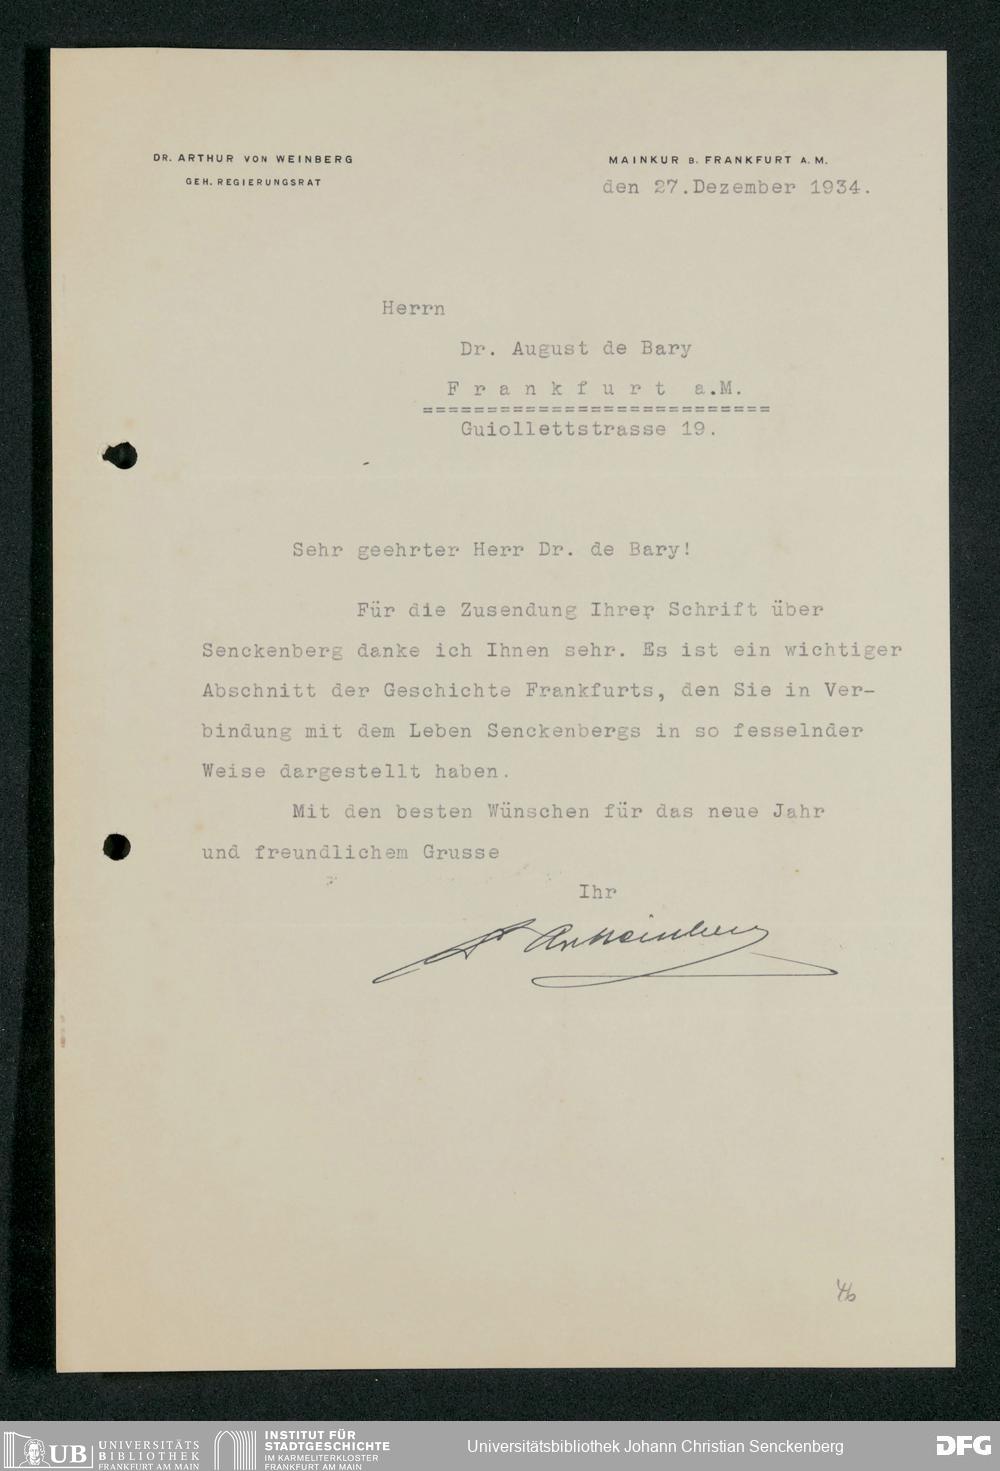 DR. ARTHUR VON WEINBERG
GEH. REGIERUNGSRAT
MAINKUR B. FRANKFURT A. M.
den 27.Dezember 1934.
Herrn
Dr. August de Bary
F r a n k f u r t a.M.
===========================
Guiollettstrasse 19.
Sehr geehrter Herr Dr. de Bary!
Für die Zusendung Ihrer Schrift über
Senckenberg danke ich Ihnen sehr. Es ist ein wichtiger
Abschnitt der Geschichte Frankfurts, den Sie in Ver-
bindung mit dem Leben Senckenbergs in so fesselnder
Weise dargestellt haben.
Mit den besten Wünschen für das neue Jahr
und freundlichem Grusse
Ihr
46
UB UNIVERSITÄTS
BIBLIOTHEK
FRANKFURT AM MAIN
INSTITUT FÜR
STADTGESCHICHTE
IM KARMELITERKLOSTER
FRANKFURT AM MAIN
Universitätsbibliothek Johann Christian Senckenberg
DFG